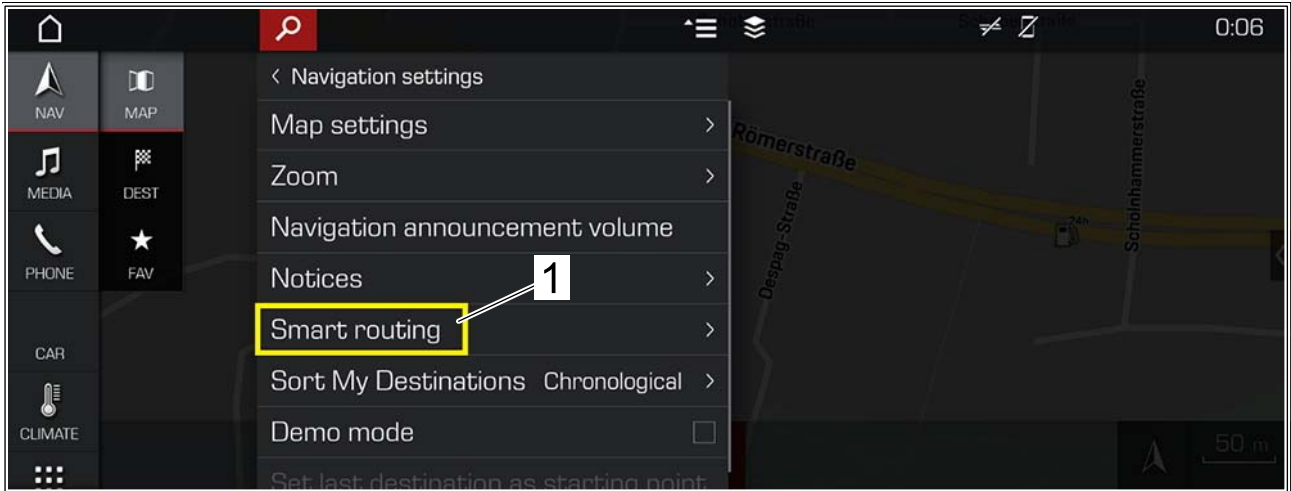 0:06
NAV
MAP
MEDIA
DEST
PHONE
FAV
CAR
CLIMATE
Navigation settings
Map settings
Zoom
Navigation announcement volume
Notices
1
Smart routing
Sort My Destinations Chronological
Demo mode
Set last destination as starting point
Römerstraße
Despag-Straße
24h
Schölnhammerstraße
50 m